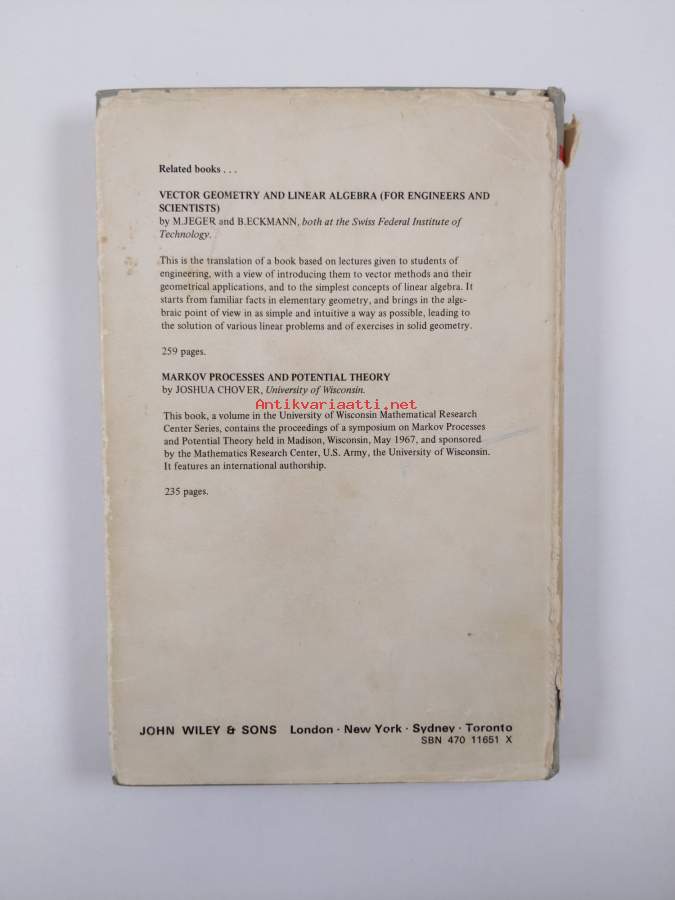 Related books . . .
VECTOR GEOMETRY AND LINEAR ALGEBRA (FOR ENGINEERS AND
SCIENTISTS)
by M.JEGER and B.ECKMANN, both at the Swiss Federal Institute of
Technology.
This is the translation of a book based on lectures given to students of
engineering, with a view of introducing them to vector methods and their
geometrical applications, and to the simplest concepts of linear algebra. It
starts from familiar facts in elementary geometry, and brings in the alge-
braic point of view in as simple and intuitive a way as possible, leading to
the solution of various linear problems and of exercises in solid geometry.
259 pages.
MARKOV PROCESSES AND POTENTIAL THEORY
by JOSHUA CHOVER, University of Wisconsin.
Antikvariaatti.net
This book, a volume in the University of Wisconsin Mathematical Research
Center Series, contains the proceedings of a symposium on Markov Processes
and Potential Theory held in Madison, Wisconsin, May 1967, and sponsored
by the Mathematics Research Center, U.S. Army, the University of Wisconsin.
It features an international authorship.
235 pages.
JOHN WILEY & SONS London · New York · Sydney · Toronto
SBN 470 11651 X